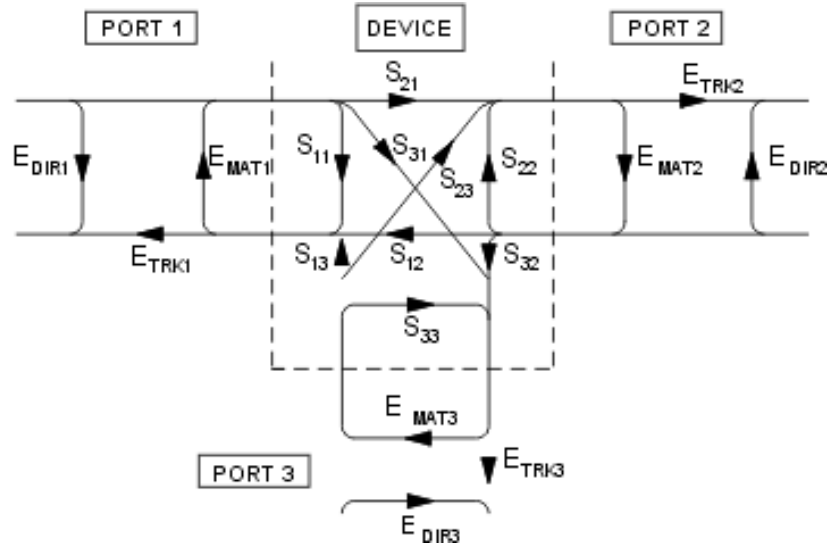 PORT 1
DEVICE
PORT 2
S21
ETRK2
EDIR1
EMAT1
S11
S31
S23
S22
EMAT2
EDIR2
ETRK1
S13
S12
S32
S33
E MAT3
PORT 3
ETRK3
EDIR3